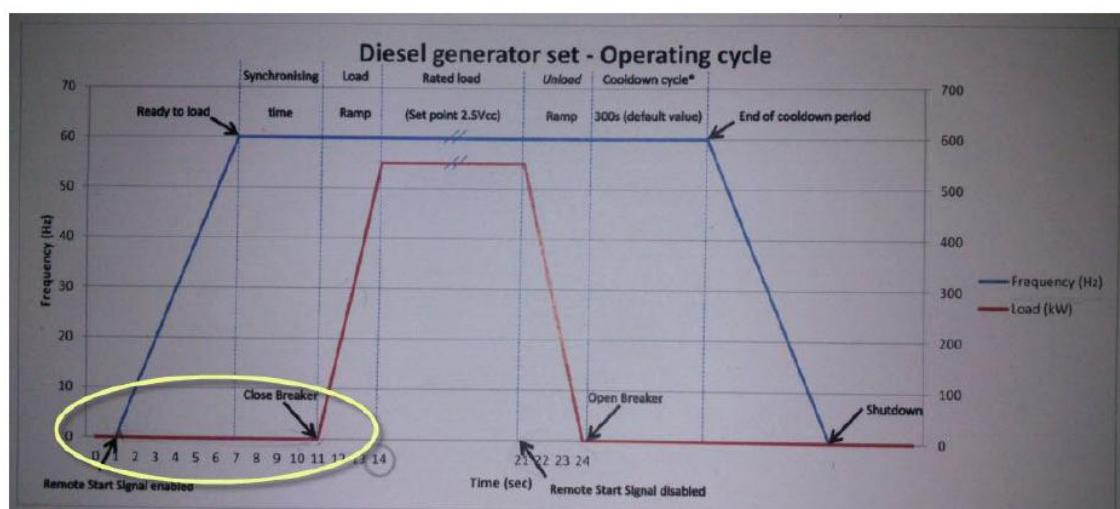 Diesel generator set - Operating cycle
Synchronising Load Rated load Unload Cooldown cycle*
70 700
Ready to load time Ramp (Set point 2.5Vcc) Ramp 300s (default value) End of cooldown period
60 600
50 500
40 400
Frequency (Hz)
30 300
Frequency (Hz)
Load (kW)
20 200
10 100
Close Breaker Open Breaker Shutdown
0 0
0 1 2 3 4 5 6 7 8 9 10 11 12 13 14 21 22 23 24
Remote Start Signal enabled Time (sec) Remote Start Signal disabled